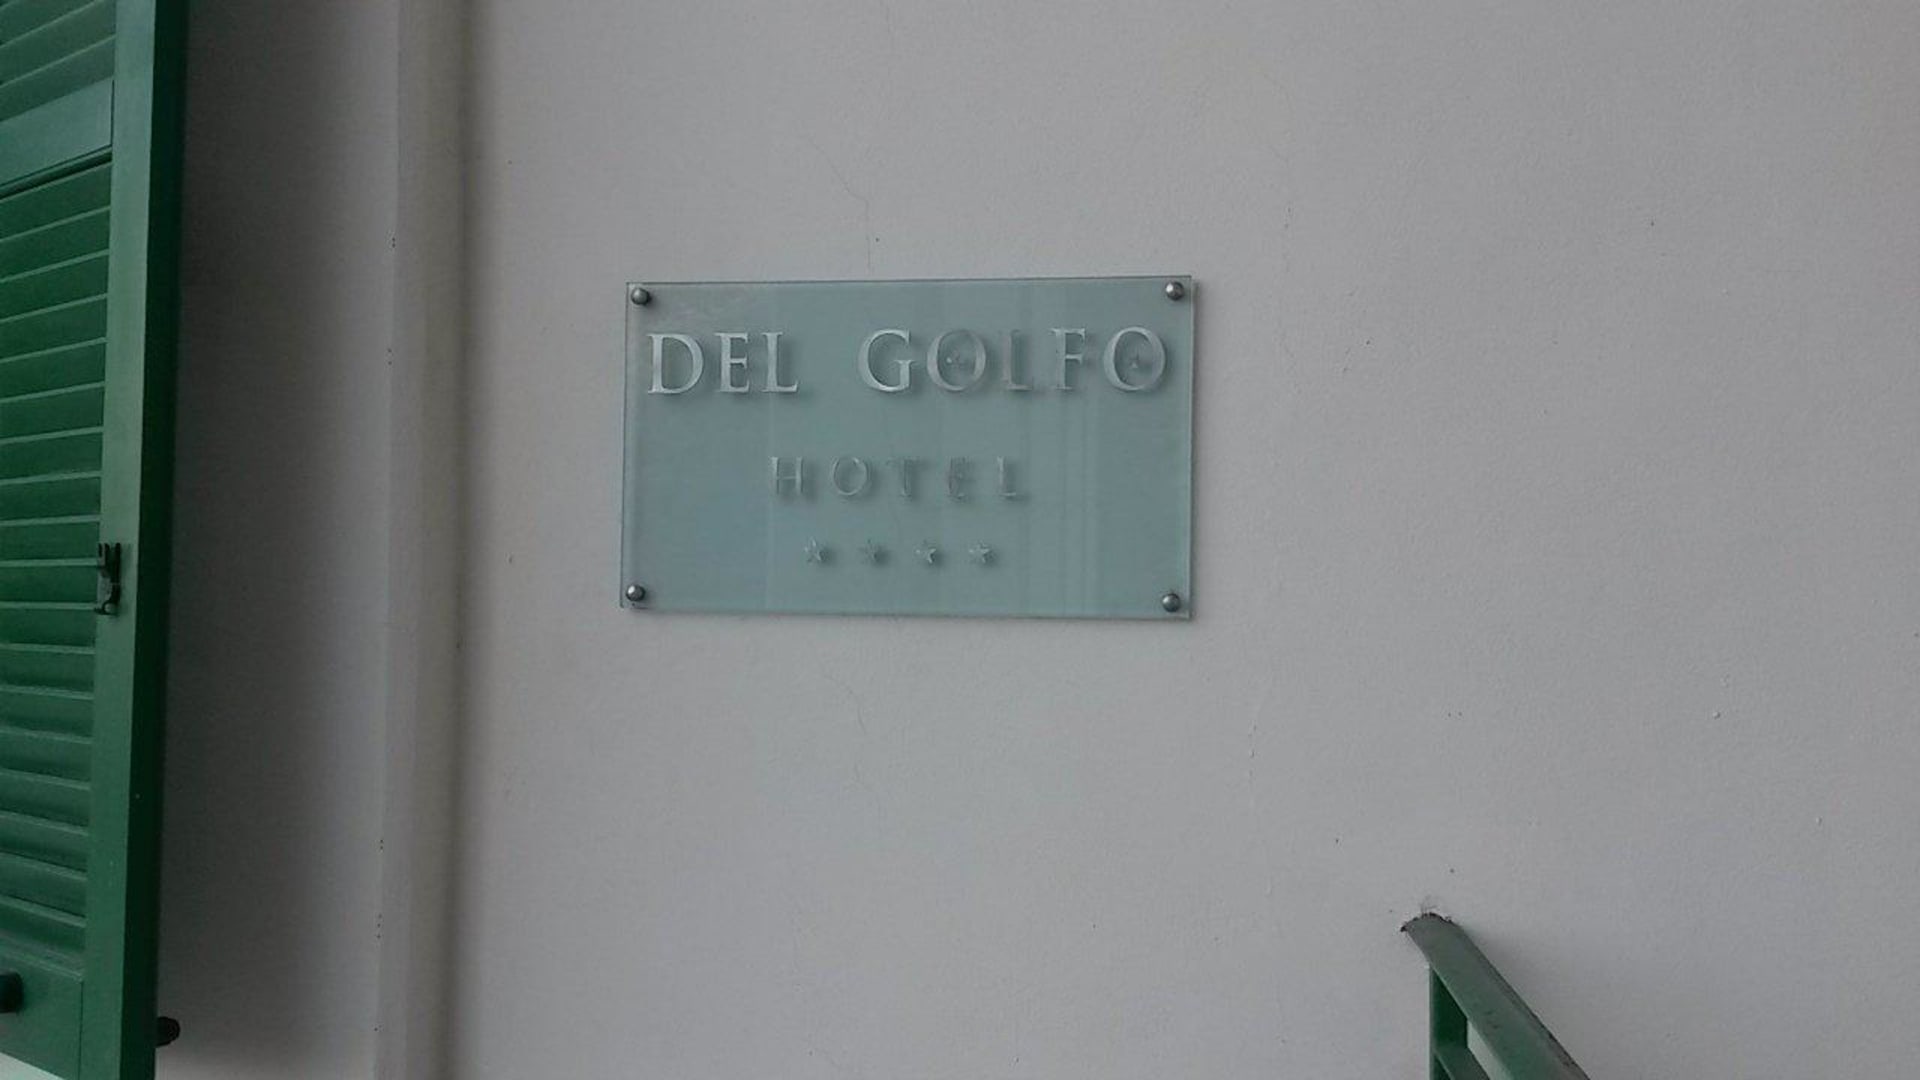 DEL GOLFO
HOTEL
★ ★ ★ ★